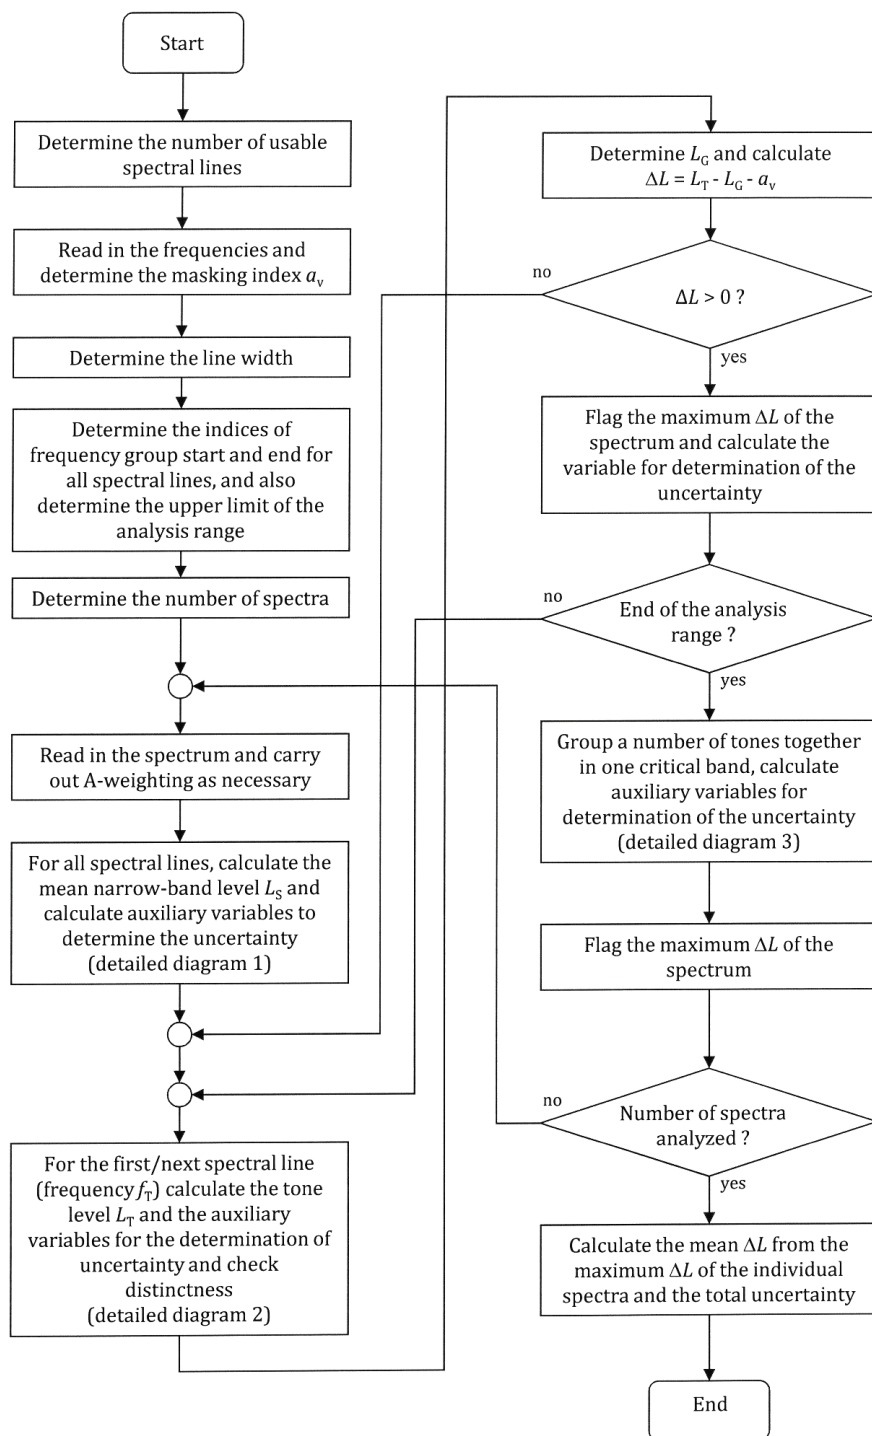 Start
Determine the number of usable
spectral lines
Read in the frequencies and
determine the masking index av
Determine the line width
Determine the indices of
frequency group start and end for
all spectral lines, and also
determine the upper limit of the
analysis range
Determine the number of spectra
Read in the spectrum and carry
out A-weighting as necessary
For all spectral lines, calculate the
mean narrow-band level LS and
calculate auxiliary variables to
determine the uncertainty
(detailed diagram 1)
For the first/next spectral line
(frequency fT) calculate the tone
level LT and the auxiliary
variables for the determination of
uncertainty and check
distinctness
(detailed diagram 2)
Determine LG and calculate
ΔL = LT - LG - av
no
ΔL > 0 ?
yes
Flag the maximum ΔL of the
spectrum and calculate the
variable for determination of the
uncertainty
no
End of the analysis
range ?
yes
Group a number of tones together
in one critical band, calculate
auxiliary variables for
determination of the uncertainty
(detailed diagram 3)
Flag the maximum ΔL of the
spectrum
no
Number of spectra
analyzed ?
yes
Calculate the mean ΔL from the
maximum ΔL of the individual
spectra and the total uncertainty
End